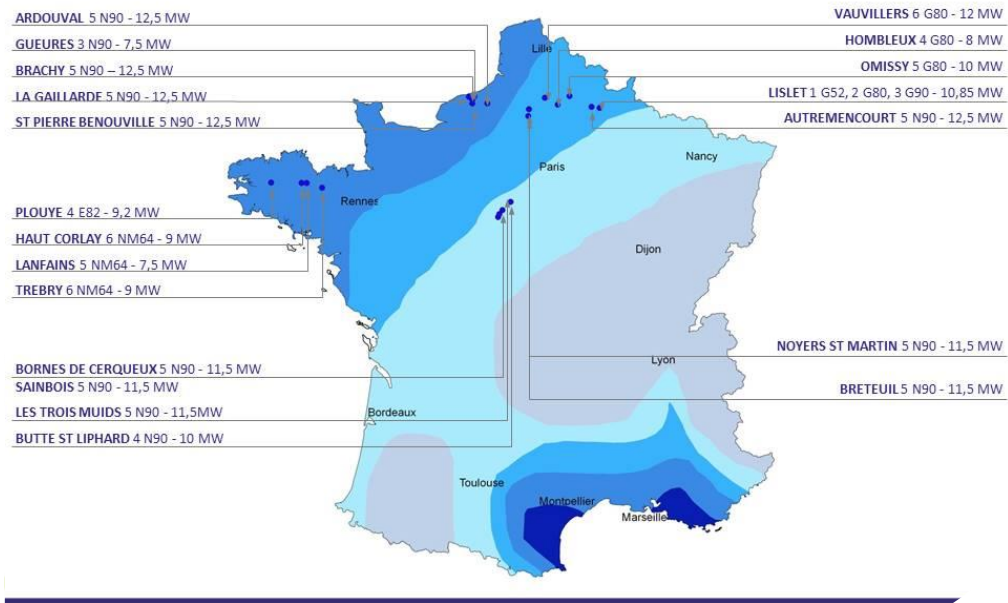 ARDOUVAL 5 N90 - 12,5 MW
GUEURES 3 N90 - 7,5 MW
BRACHY 5 N90 – 12,5 MW
LA GAILLARDE 5 N90 - 12,5 MW
ST PIERRE BENOUVILLE 5 N90 - 12,5 MW
VAUVILLERS 6 G80 - 12 MW
HOMBLEUX 4 G80 - 8 MW
OMISSY 5 G80 - 10 MW
LISLET 1 G52, 2 G80, 3 G90 - 10,85 MW
AUTREMENCOURT 5 N90 - 12,5 MW
Lille
Paris
Nancy
Rennes
Dijon
Lyon
Bordeaux
Toulouse
Montpellier
Marseille
PLOUYE 4 E82 - 9,2 MW
HAUT CORLAY 6 NM64 - 9 MW
LANFAINS 5 NM64 - 7,5 MW
TREBRY 6 NM64 - 9 MW
BORNES DE CERQUEUX 5 N90 - 11,5 MW
SAINBOIS 5 N90 - 11,5 MW
LES TROIS MUIDS 5 N90 - 11,5MW
BUTTE ST LIPHARD 4 N90 - 10 MW
NOYERS ST MARTIN 5 N90 - 11,5 MW
BRETEUIL 5 N90 - 11,5 MW